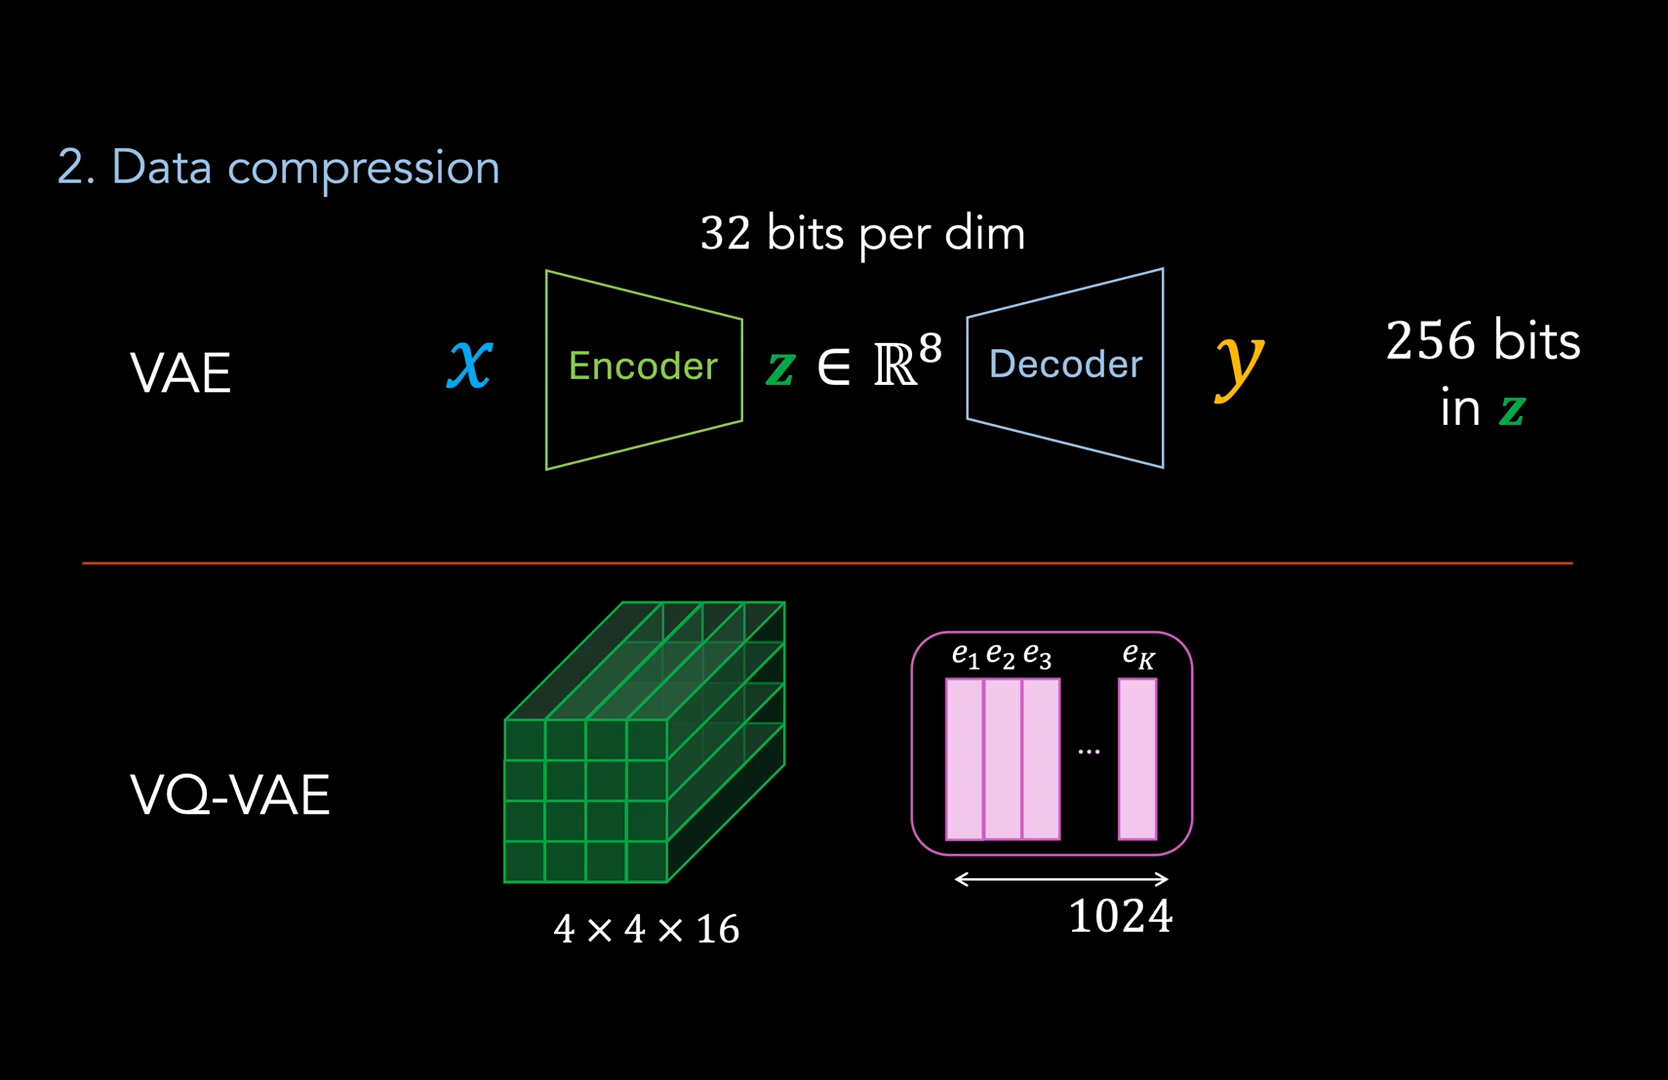 2. Data compression
32 bits per dim
VAE
x
Encoder
z ∈ ℝ⁸
Decoder
y
256 bits
in z
VQ-VAE
4 × 4 × 16
e₁ e₂ e₃ e_K
...
1024